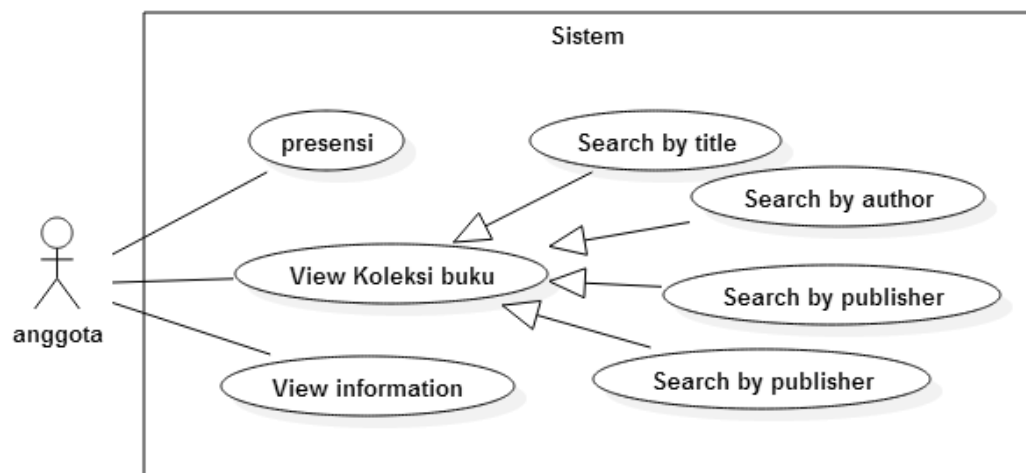 Sistem
presensi
Search by title
Search by author
View Koleksi buku
Search by publisher
anggota
View information
Search by publisher